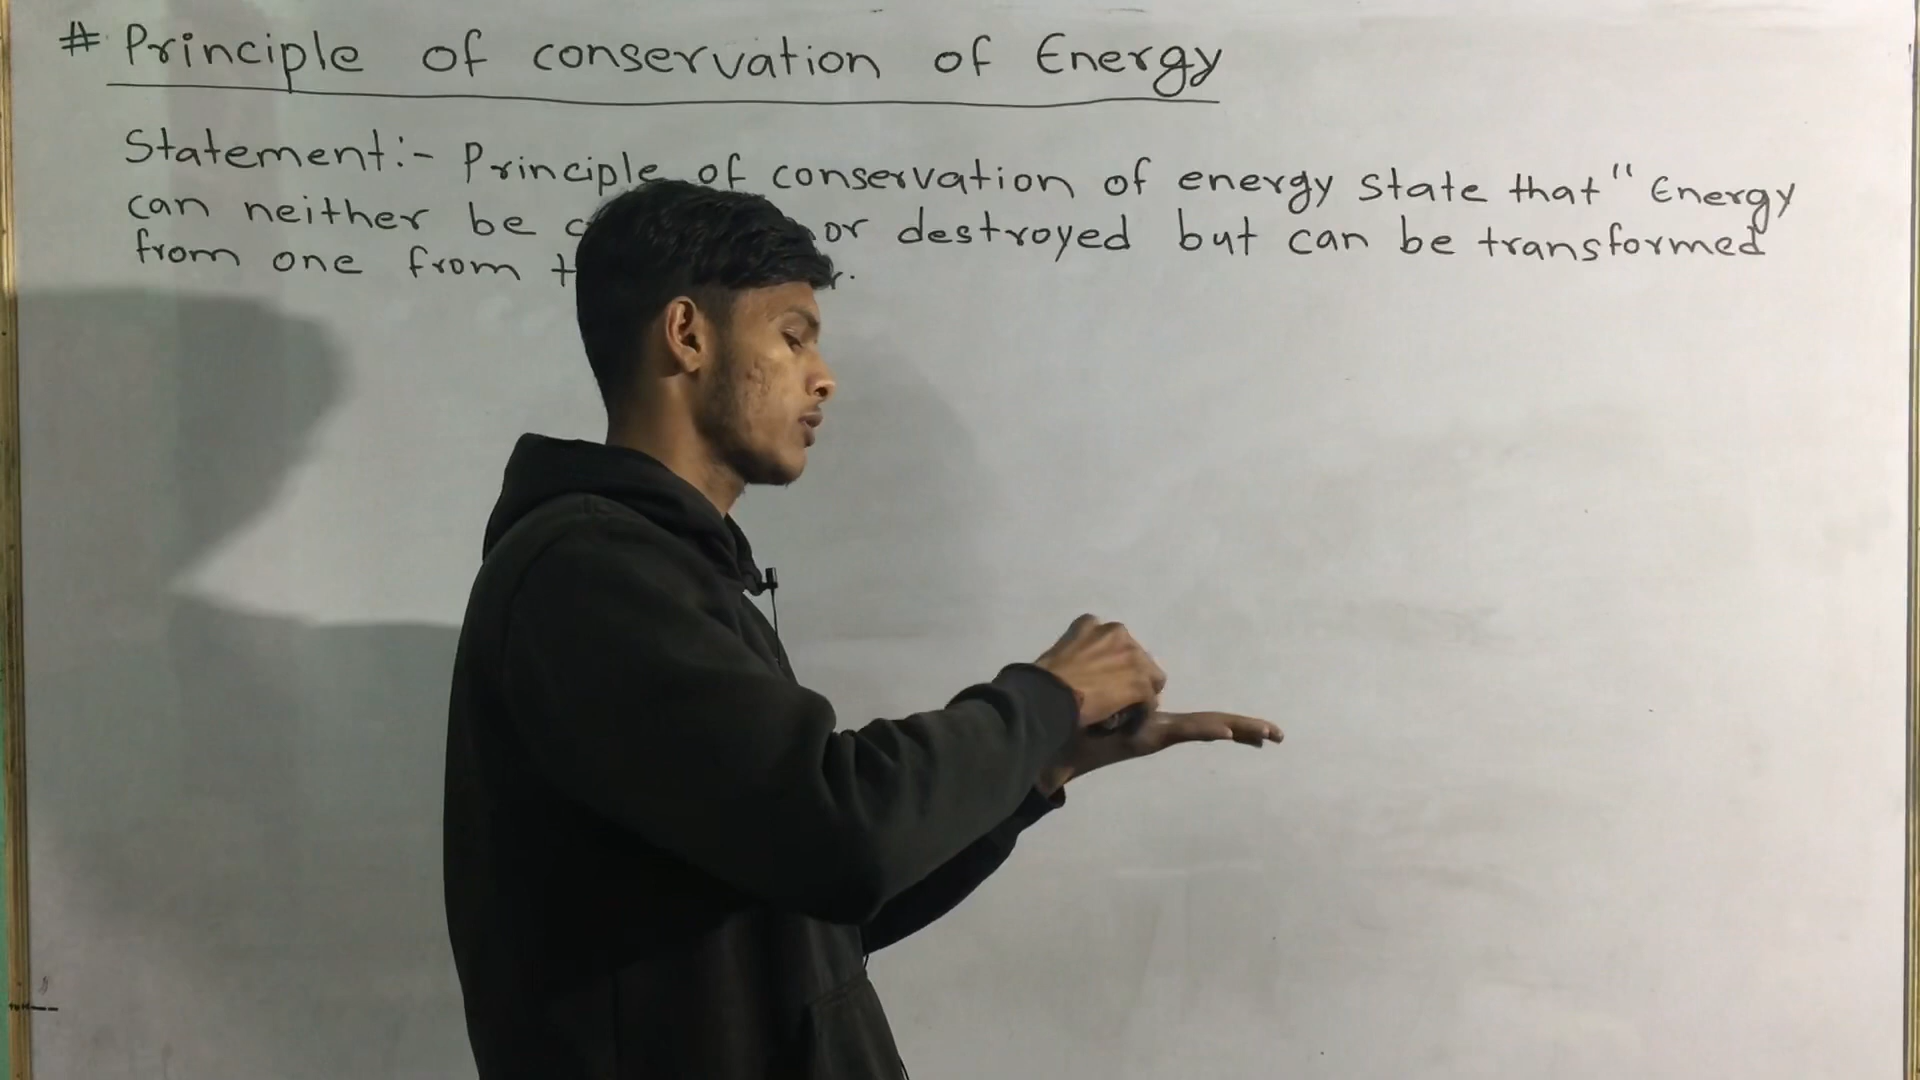 # Principle of conservation of Energy
Statement:- Principle of conservation of energy state that " Energy
can neither be or destroyed but can be transformed
from one from